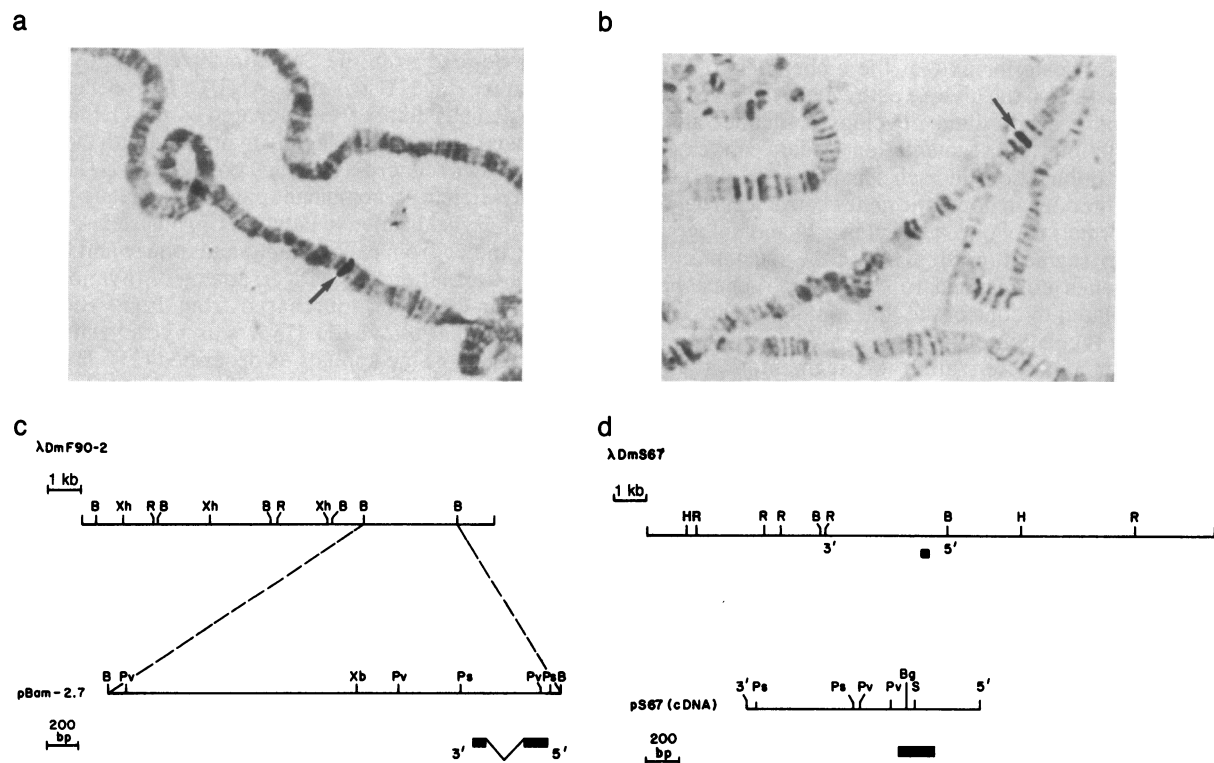 a
b
c
λDmF90-2
1 kb
B Xh R B Xh B R Xh B B B
B Pv Xb Pv Ps Pv Ps B
pBam-2.7
200
bp
3′ 5′
d
λDmS67
1 kb
H R R R B R B H R
3′ 5′
3′ Ps Ps Pv Pv Bg S 5′
pS67 (cDNA)
200
bp